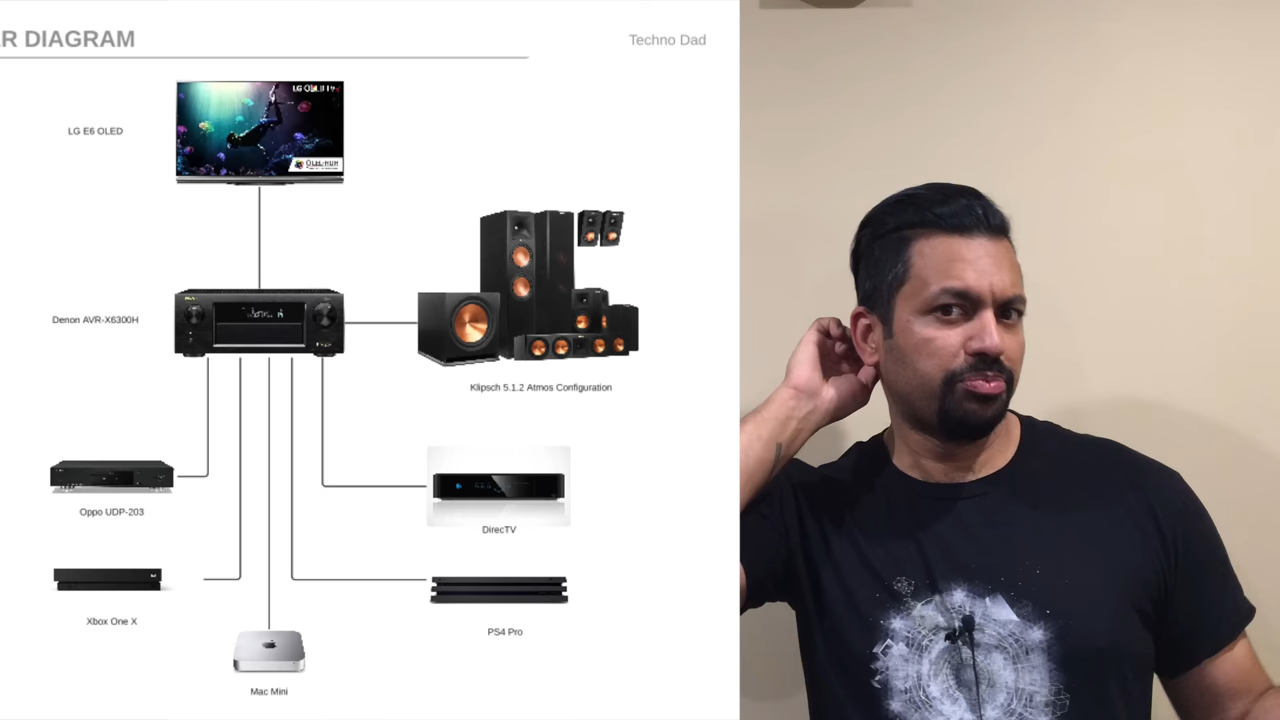 R DIAGRAM
Techno Dad
LG E6 OLED
Denon AVR-X6300H
Klipsch 5.1.2 Atmos Configuration
Oppo UDP-203
DirecTV
Xbox One X
PS4 Pro
Mac Mini